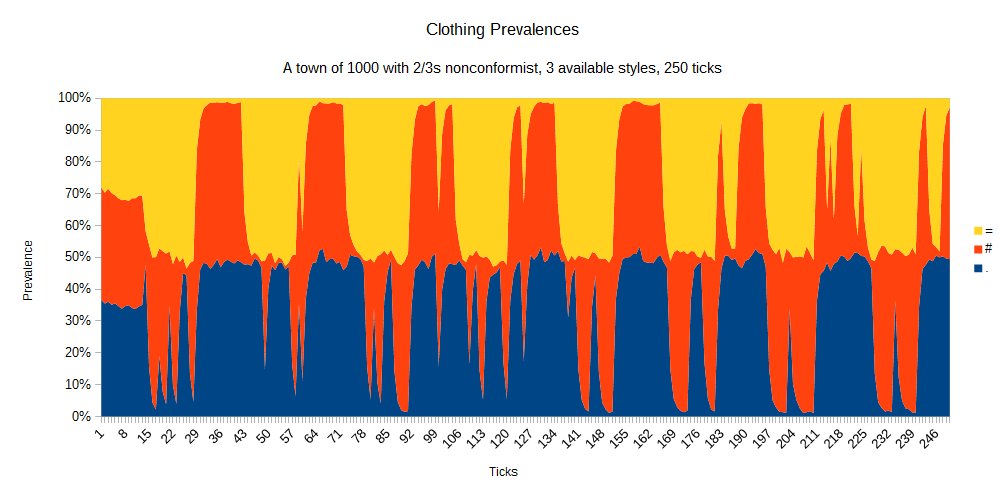 Clothing Prevalences
A town of 1000 with 2/3s nonconformist, 3 available styles, 250 ticks
100%
90%
80%
70%
60%
50%
40%
30%
20%
10%
0%
Prevalence
1 8 15 22 29 36 43 50 57 64 71 78 85 92 99 106 113 120 127 134 141 148 155 162 169 176 183 190 197 204 211 218 225 232 239 246
Ticks
=
#
.